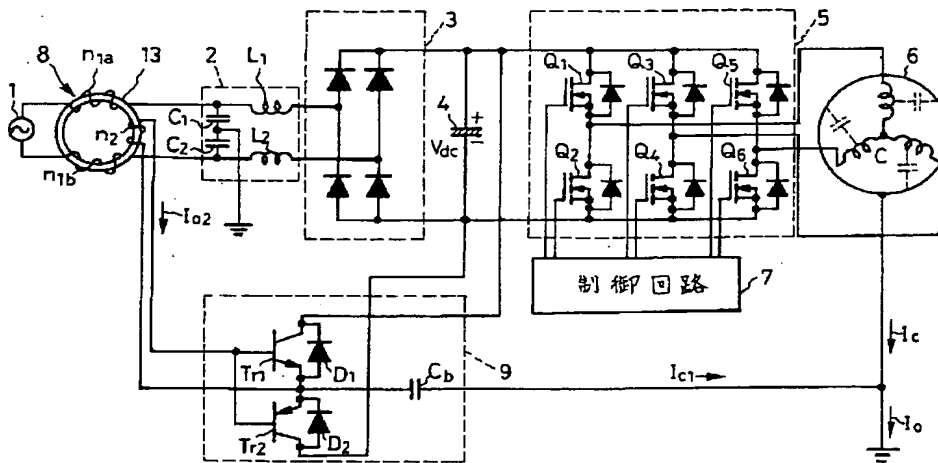 1
8
n1a
13
2
L1
3
5
6
n2
C1
C2
L2
n1b
Io2
4
+
−
Vdc
Q1
Q3
Q5
Q2
Q4
Q6
C
制御回路
7
Tr1
D1
Tr2
D2
9
Cb
Ic1
Ic
Io